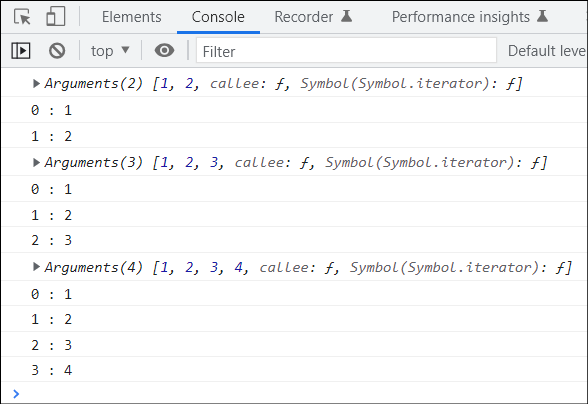 Elements Console Recorder Performance insights
top Filter Default leve
Arguments(2) [1, 2, callee: ƒ, Symbol(Symbol.iterator): ƒ]
0 : 1
1 : 2
Arguments(3) [1, 2, 3, callee: ƒ, Symbol(Symbol.iterator): ƒ]
0 : 1
1 : 2
2 : 3
Arguments(4) [1, 2, 3, 4, callee: ƒ, Symbol(Symbol.iterator): ƒ]
0 : 1
1 : 2
2 : 3
3 : 4